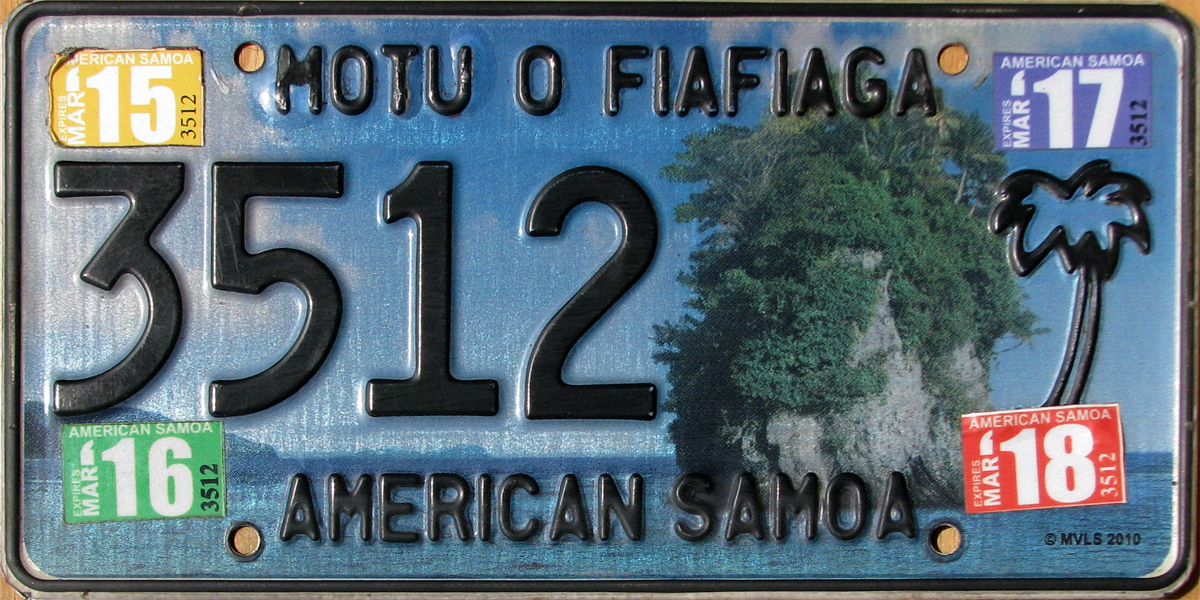 MOTU O FIAFIAGA
AMERICAN SAMOA
EXPIRES
MAR
15
3512
AMERICAN SAMOA
EXPIRES
MAR
17
3512
3512
AMERICAN SAMOA
EXPIRES
MAR
16
3512
AMERICAN SAMOA
EXPIRES
MAR
18
3512
AMERICAN SAMOA
© MVLS 2010